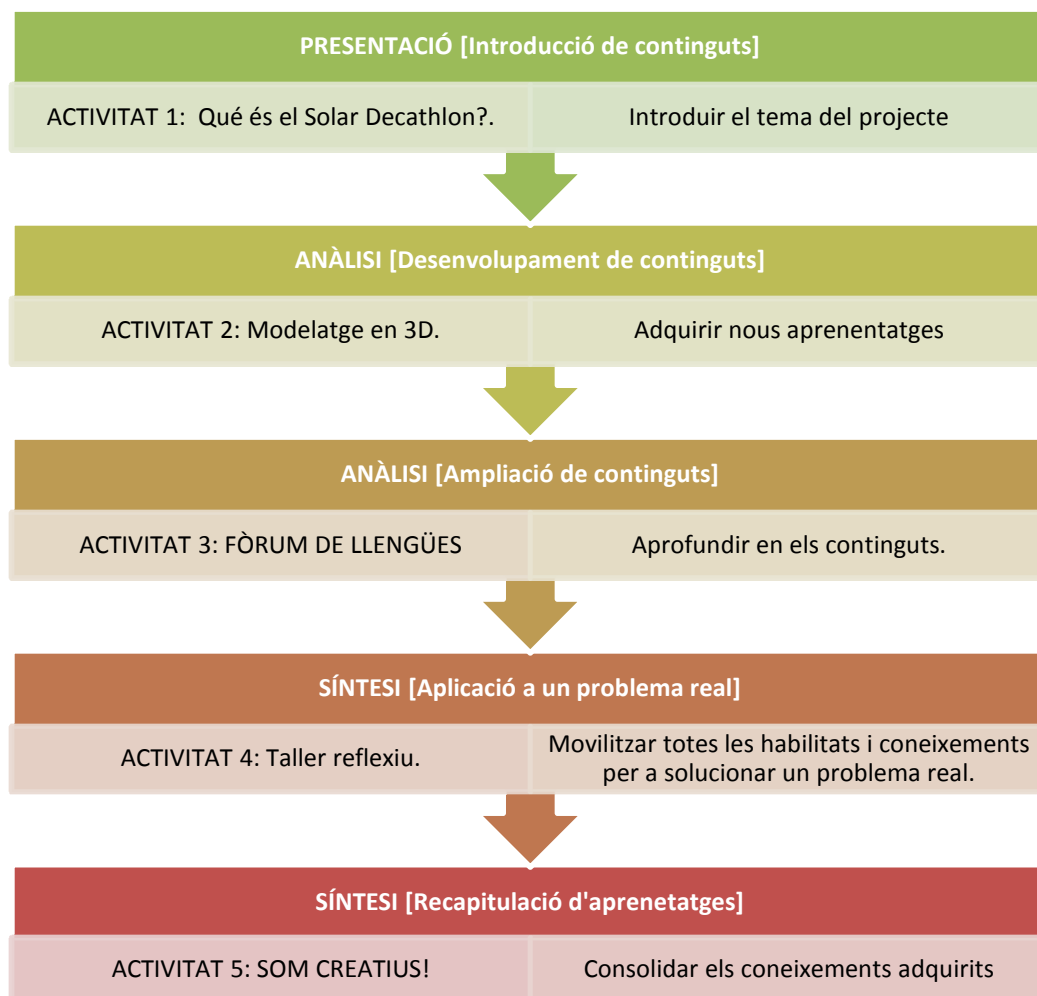 PRESENTACIÓ [Introducció de continguts]
ACTIVITAT 1:  Qué és el Solar Decathlon?.
Introduir el tema del projecte
ANÀLISI [Desenvolupament de continguts]
ACTIVITAT 2: Modelatge en 3D.
Adquirir nous aprenentatges
ANÀLISI [Ampliació de continguts]
ACTIVITAT 3: FÒRUM DE LLENGÜES
Aprofundir en els continguts.
SÍNTESI [Aplicació a un problema real]
ACTIVITAT 4: Taller reflexiu.
Movilitzar totes les habilitats i coneixements
per a solucionar un problema real.
SÍNTESI [Recapitulació d'aprenetatges]
ACTIVITAT 5: SOM CREATIUS!
Consolidar els coneixements adquirits